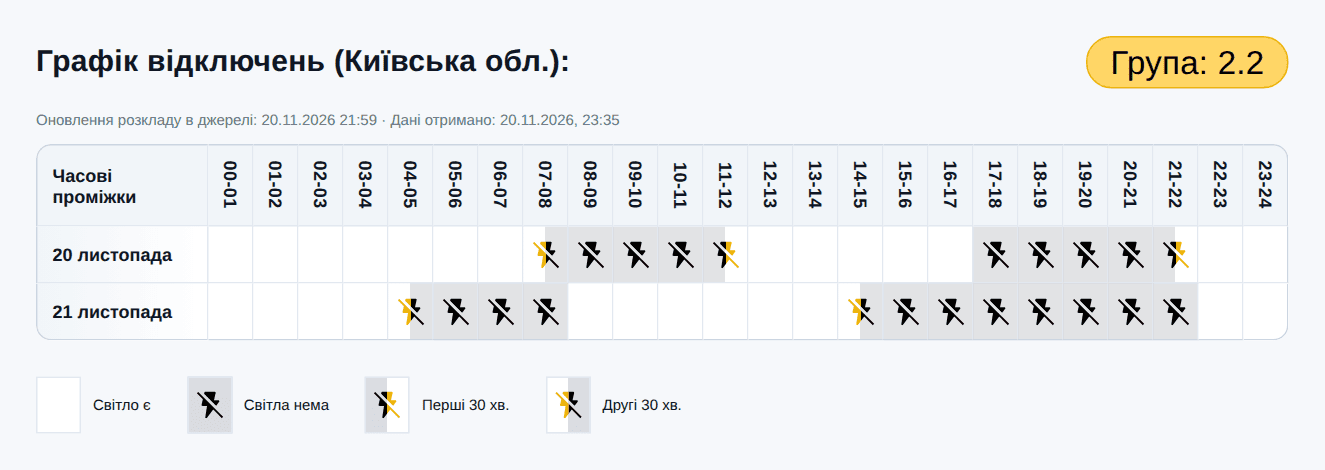 Графік відключень (Київська обл.):
Група: 2.2
Оновлення розкладу в джерелі: 20.11.2026 21:59 · Дані отримано: 20.11.2026, 23:35
Часові
проміжки
00-01
01-02
02-03
03-04
04-05
05-06
06-07
07-08
08-09
09-10
10-11
11-12
12-13
13-14
14-15
15-16
16-17
17-18
18-19
19-20
20-21
21-22
22-23
23-24
20 листопада
21 листопада
Світло є
Світла нема
Перші 30 хв.
Другі 30 хв.